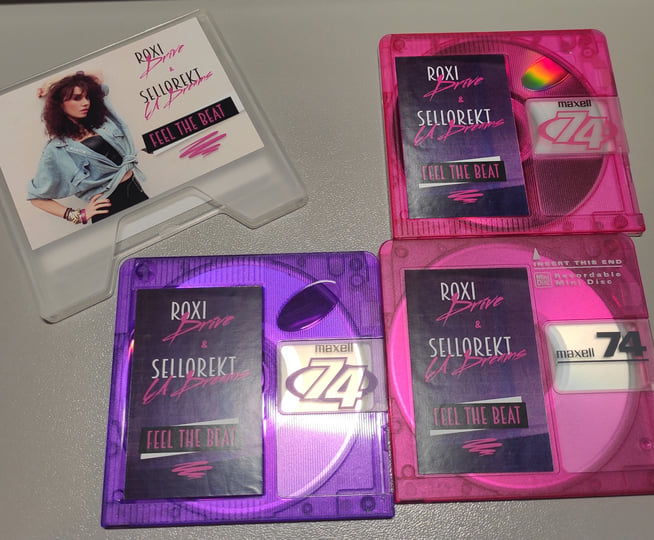 ROXI
Drive
&
SELLOREKT
LA Dreams
FEEL THE BEAT
ROXI
Drive
&
SELLOREKT
LA Dreams
FEEL THE BEAT
maxell
74
ROXI
Drive
&
SELLOREKT
LA Dreams
FEEL THE BEAT
maxell
74
INSERT THIS END
Mini Disc
Recordable
Mini Disc
ROXI
Drive
&
SELLOREKT
LA Dreams
FEEL THE BEAT
maxell 74